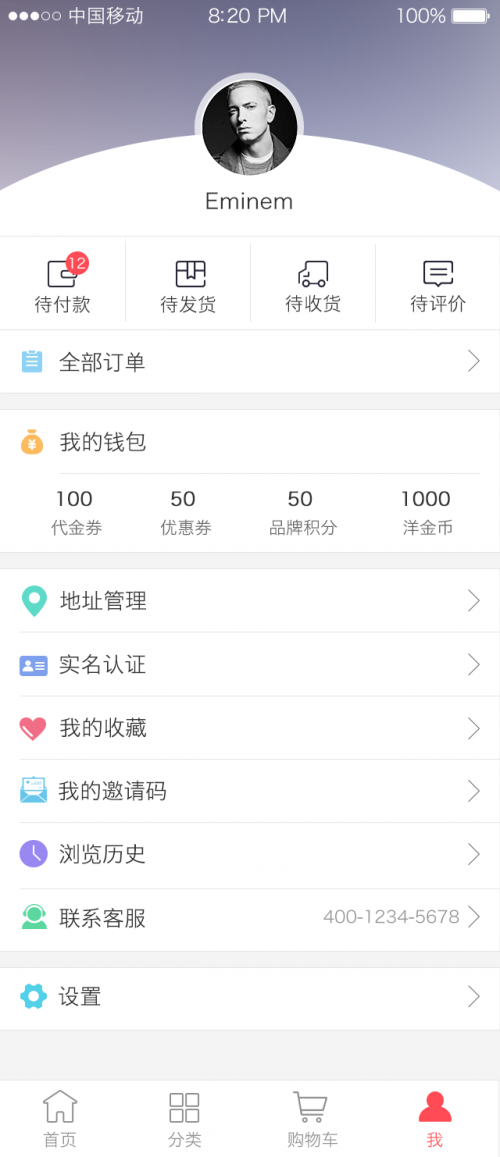 中国移动 8:20 PM 100%
Eminem
12
待付款 待发货 待收货 待评价
全部订单
¥
我的钱包
100 50 50 1000
代金券 优惠券 品牌积分 洋金币
地址管理
实名认证
我的收藏
我的邀请码
浏览历史
联系客服 400-1234-5678
设置
首页 分类 购物车 我